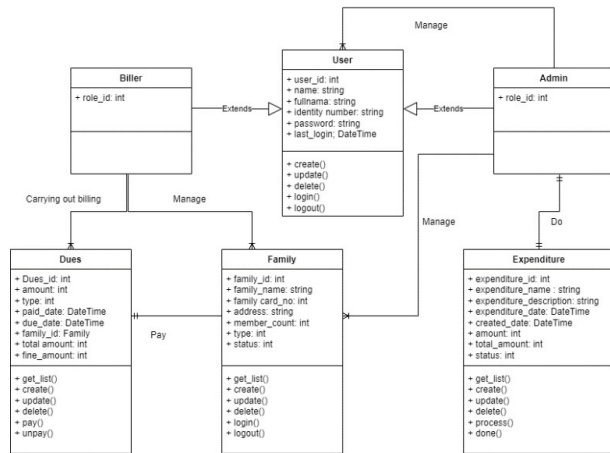 Manage
User
+ user_id: int
+ name: string
+ fullnama: string
+ identity number: string
+ password: string
+ last_login; DateTime
+ create()
+ update()
+ delete()
+ login()
+ logout()
Biller
+ role_id: int
Extends
Admin
+ role_id: int
Extends
Carrying out billing
Manage
Manage
Do
Dues
+ Dues_id: int
+ amount: int
+ type: int
+ paid_date: DateTime
+ due_date: DateTime
+ family_id: Family
+ total amount: int
+ fine_amount: int
+ get_list()
+ create()
+ update()
+ delete()
+ pay()
+ unpay()
Pay
Family
+ family_id: int
+ family_name: string
+ family card_no: int
+ address: string
+ member_count: int
+ type: int
+ status: int
+ get_list()
+ create()
+ update()
+ delete()
+ login()
+ logout()
Expenditure
+ expenditure_id: int
+ expenditure_name : string
+ expenditure_description: string
+ expenditure_date: DateTime
+ created_date: DateTime
+ amount: int
+ total_amount: int
+ status: int
+ get_list()
+ create()
+ update()
+ delete()
+ process()
+ done()